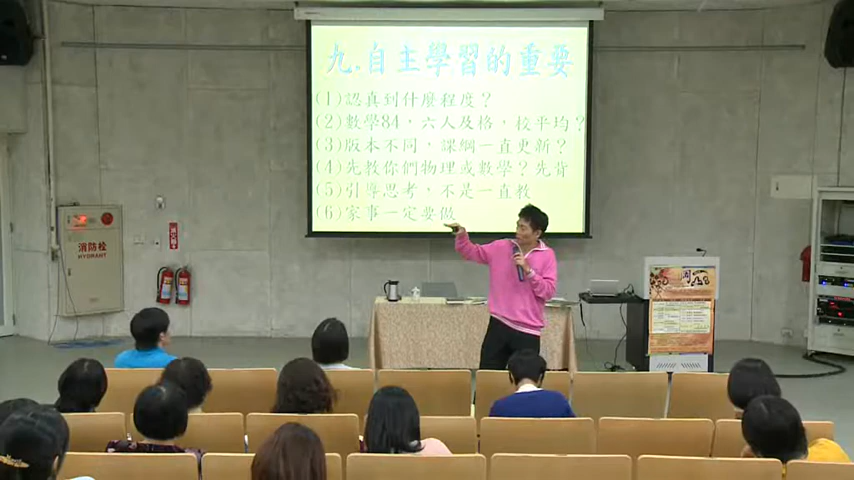 九.自主學習的重要
(1)認真到什麼程度？
(2)數學84，六人及格，校平均？
(3)版本不同，課綱一直更新？
(4)先教你們物理或數學？先背
(5)引導思考，不是一直教
(6)家事一定要做
消防栓
HYDRANT
滅火器